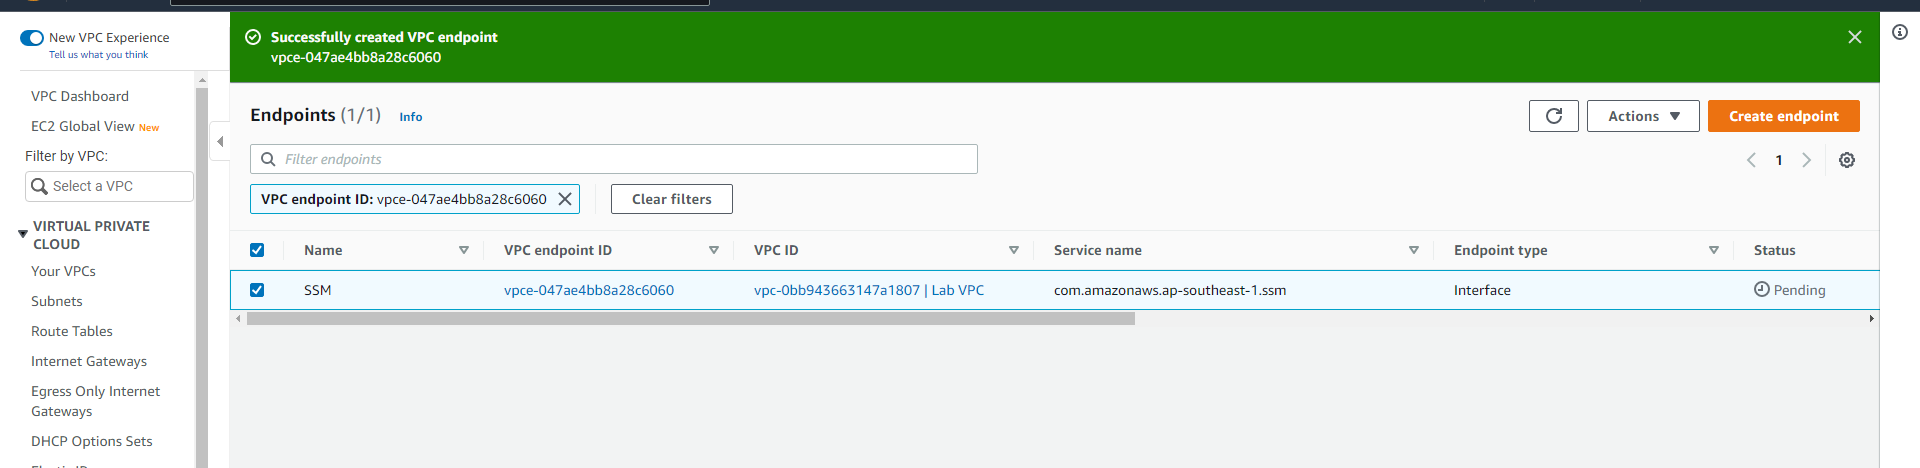 New VPC Experience
Tell us what you think
VPC Dashboard
EC2 Global View New
Filter by VPC:
Select a VPC
VIRTUAL PRIVATE
CLOUD
Your VPCs
Subnets
Route Tables
Internet Gateways
Egress Only Internet
Gateways
DHCP Options Sets
Successfully created VPC endpoint
vpce-047ae4bb8a28c6060
Endpoints (1/1) Info
Actions
Create endpoint
Filter endpoints
1
VPC endpoint ID: vpce-047ae4bb8a28c6060
Clear filters
Name VPC endpoint ID VPC ID Service name Endpoint type Status
SSM vpce-047ae4bb8a28c6060 vpc-0bb943663147a1807 | Lab VPC com.amazonaws.ap-southeast-1.ssm Interface Pending